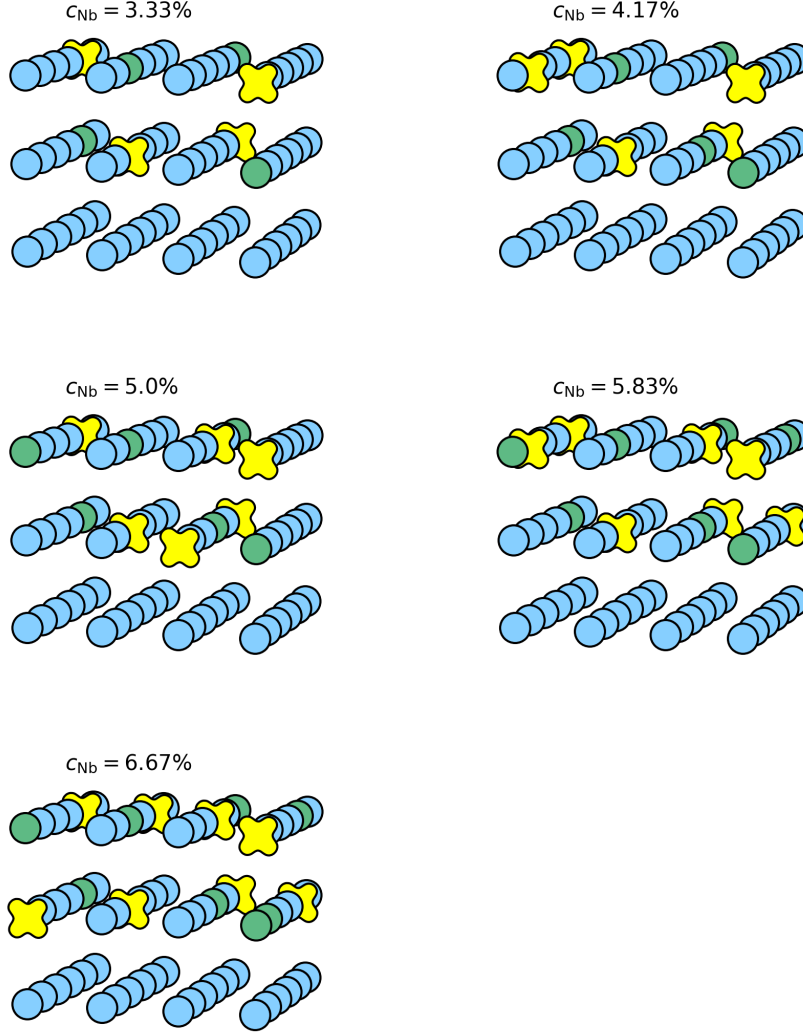 c_Nb = 3.33%
c_Nb = 4.17%
c_Nb = 5.0%
c_Nb = 5.83%
c_Nb = 6.67%